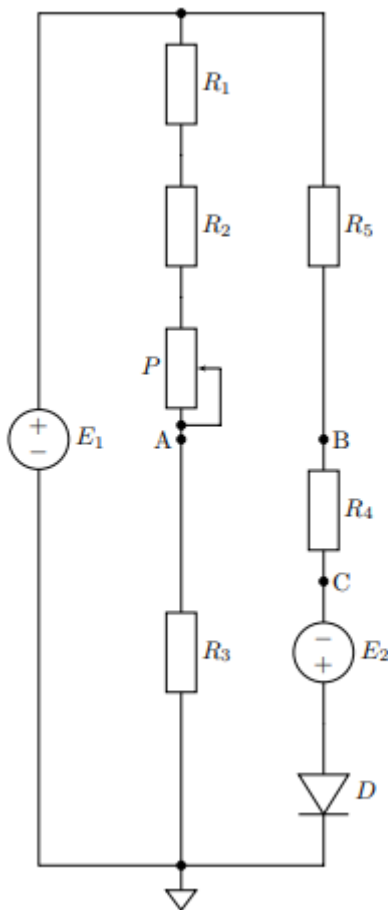 R₁
R₂
R₅
P
A
B
+
−
E₁
R₄
C
R₃
−
+
E₂
D